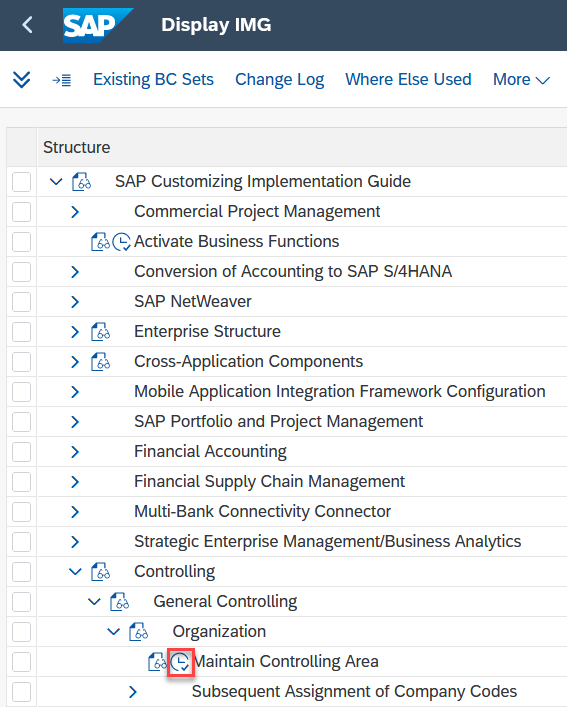 SAP Display IMG
Existing BC Sets Change Log Where Else Used More
Structure
SAP Customizing Implementation Guide
Commercial Project Management
Activate Business Functions
Conversion of Accounting to SAP S/4HANA
SAP NetWeaver
Enterprise Structure
Cross-Application Components
Mobile Application Integration Framework Configuration
SAP Portfolio and Project Management
Financial Accounting
Financial Supply Chain Management
Multi-Bank Connectivity Connector
Strategic Enterprise Management/Business Analytics
Controlling
General Controlling
Organization
Maintain Controlling Area
Subsequent Assignment of Company Codes